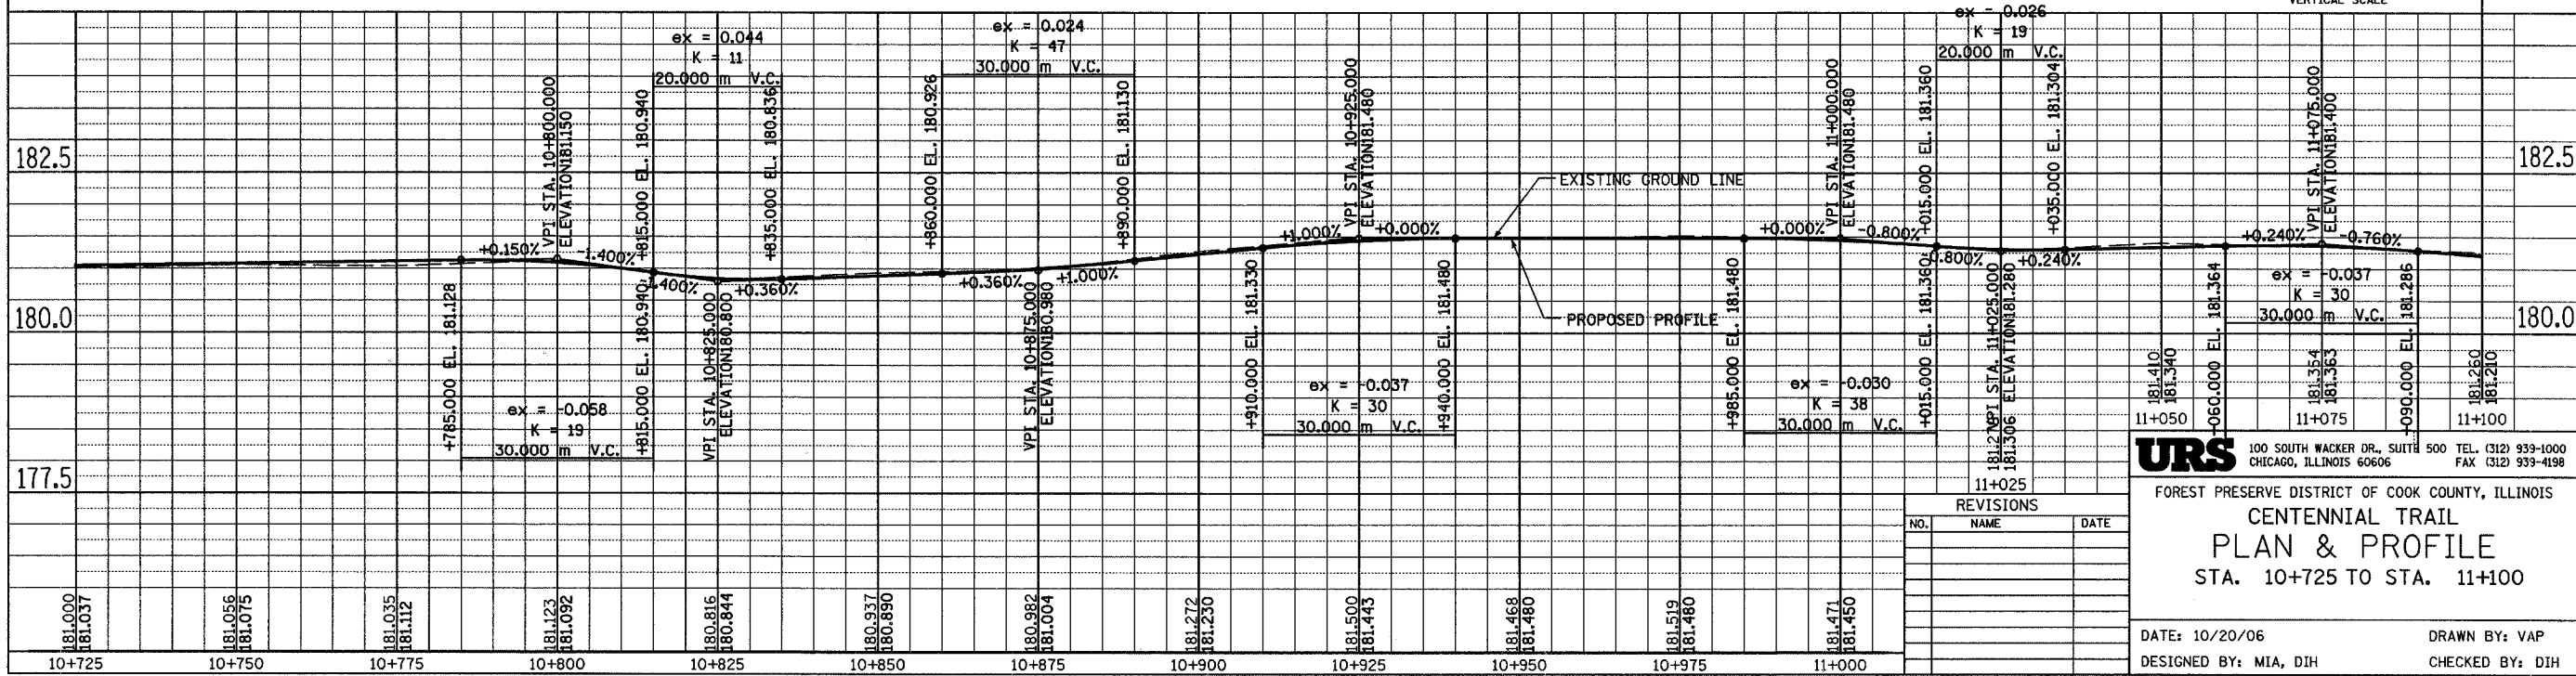 VERTICAL SCALE
ex = 0.044
K = 11
20.000 m V.C.
ex = 0.024
K = 47
30.000 m V.C.
ex = 0.026
K = 19
20.000 m V.C.
VPI STA. 10+800.000
ELEVATION181.150
+815.000 EL. 180.940
+835.000 EL. 180.836
+860.000 EL. 180.926
+890.000 EL. 181.130
VPI STA. 10+925.000
ELEVATION181.480
VPI STA. 11+000.000
ELEVATION181.480
+015.000 EL. 181.360
+035.000 EL. 181.304
VPI STA. 11+075.000
ELEVATION181.400
182.5
182.5
EXISTING GROUND LINE
+0.150%
-1.400%
-1.400%
+0.360%
+0.360%
+1.000%
+1.000%
+0.000%
+0.000%
-0.800%
-0.800%
+0.240%
+0.240%
-0.760%
180.0
180.0
PROPOSED PROFILE
+785.000 EL. 181.128
ex = -0.058
K = 19
30.000 m V.C.
+815.000 EL. 180.940
VPI STA. 10+825.000
ELEVATION180.800
VPI STA. 10+875.000
ELEVATION180.980
+910.000 EL. 181.330
ex = -0.037
K = 30
30.000 m V.C.
+940.000 EL. 181.480
+985.000 EL. 181.480
ex = -0.030
K = 38
30.000 m V.C.
+015.000 EL. 181.360
VPI STA. 11+025.000
181.306 ELEVATION181.280
11+025
181.410
181.340
11+050
+060.000 EL. 181.364
ex = -0.037
K = 30
30.000 m V.C.
181.354
181.363
11+075
+090.000 EL. 181.286
181.260
181.210
11+100
177.5
181.000
181.037
181.056
181.075
181.035
181.112
181.123
181.092
180.816
180.844
180.937
180.890
180.982
181.004
181.272
181.230
181.500
181.443
181.468
181.480
181.519
181.480
181.471
181.450
10+725
10+750
10+775
10+800
10+825
10+850
10+875
10+900
10+925
10+950
10+975
11+000
REVISIONS
NO. NAME DATE
URS
100 SOUTH WACKER DR., SUITE 500 TEL. (312) 939-1000
CHICAGO, ILLINOIS 60606 FAX (312) 939-4198
FOREST PRESERVE DISTRICT OF COOK COUNTY, ILLINOIS
CENTENNIAL TRAIL
PLAN & PROFILE
STA. 10+725 TO STA. 11+100
DATE: 10/20/06 DRAWN BY: VAP
DESIGNED BY: MIA, DIH CHECKED BY: DIH